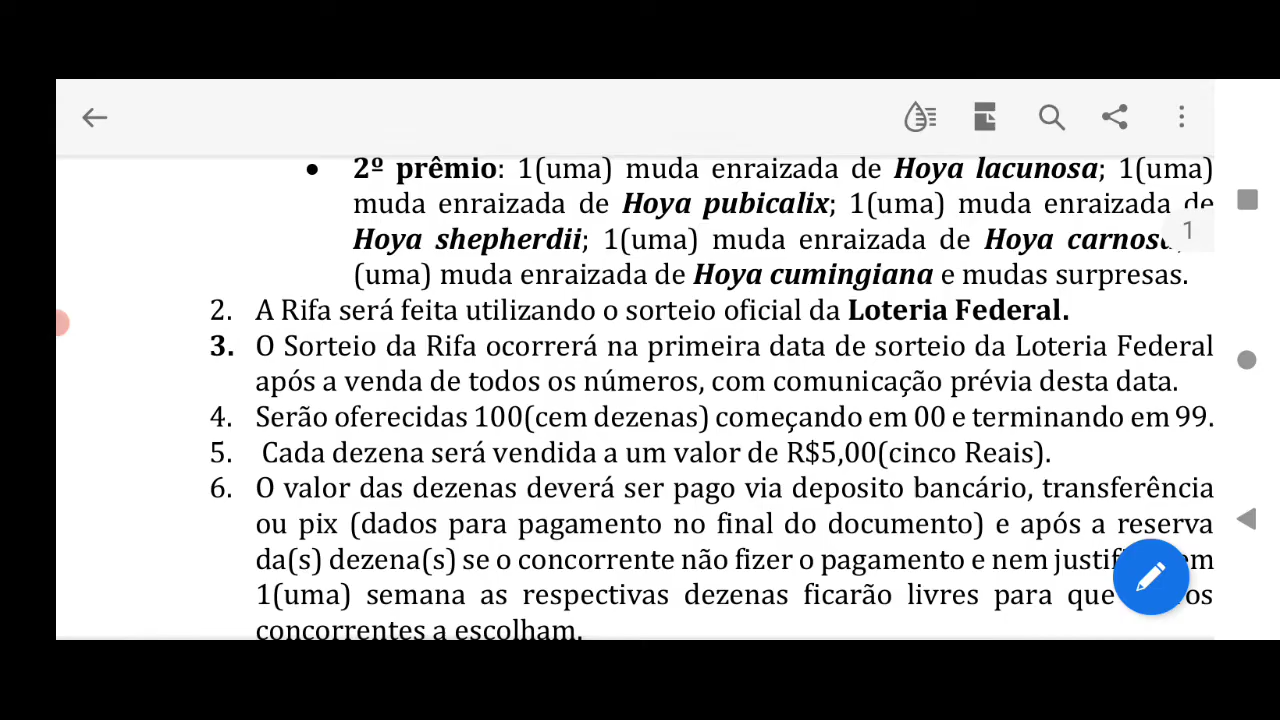 2º prêmio: 1(uma) muda enraizada de Hoya lacunosa; 1(uma)
muda enraizada de Hoya pubicalix; 1(uma) muda enraizada de
Hoya shepherdii; 1(uma) muda enraizada de Hoya
1
(uma) muda enraizada de Hoya cumingiana e mudas surpresas.
2. A Rifa será feita utilizando o sorteio oficial da Loteria Federal.
3. O Sorteio da Rifa ocorrerá na primeira data de sorteio da Loteria Federal
após a venda de todos os números, com comunicação prévia desta data.
4. Serão oferecidas 100(cem dezenas) começando em 00 e terminando em 99.
5. Cada dezena será vendida a um valor de R$5,00(cinco Reais).
6. O valor das dezenas deverá ser pago via deposito bancário, transferência
ou pix (dados para pagamento no final do documento) e após a reserva
da(s) dezena(s) se o concorrente não fizer o pagamento e nem em
1(uma) semana as respectivas dezenas ficarão livres para que
concorrentes a escolham.